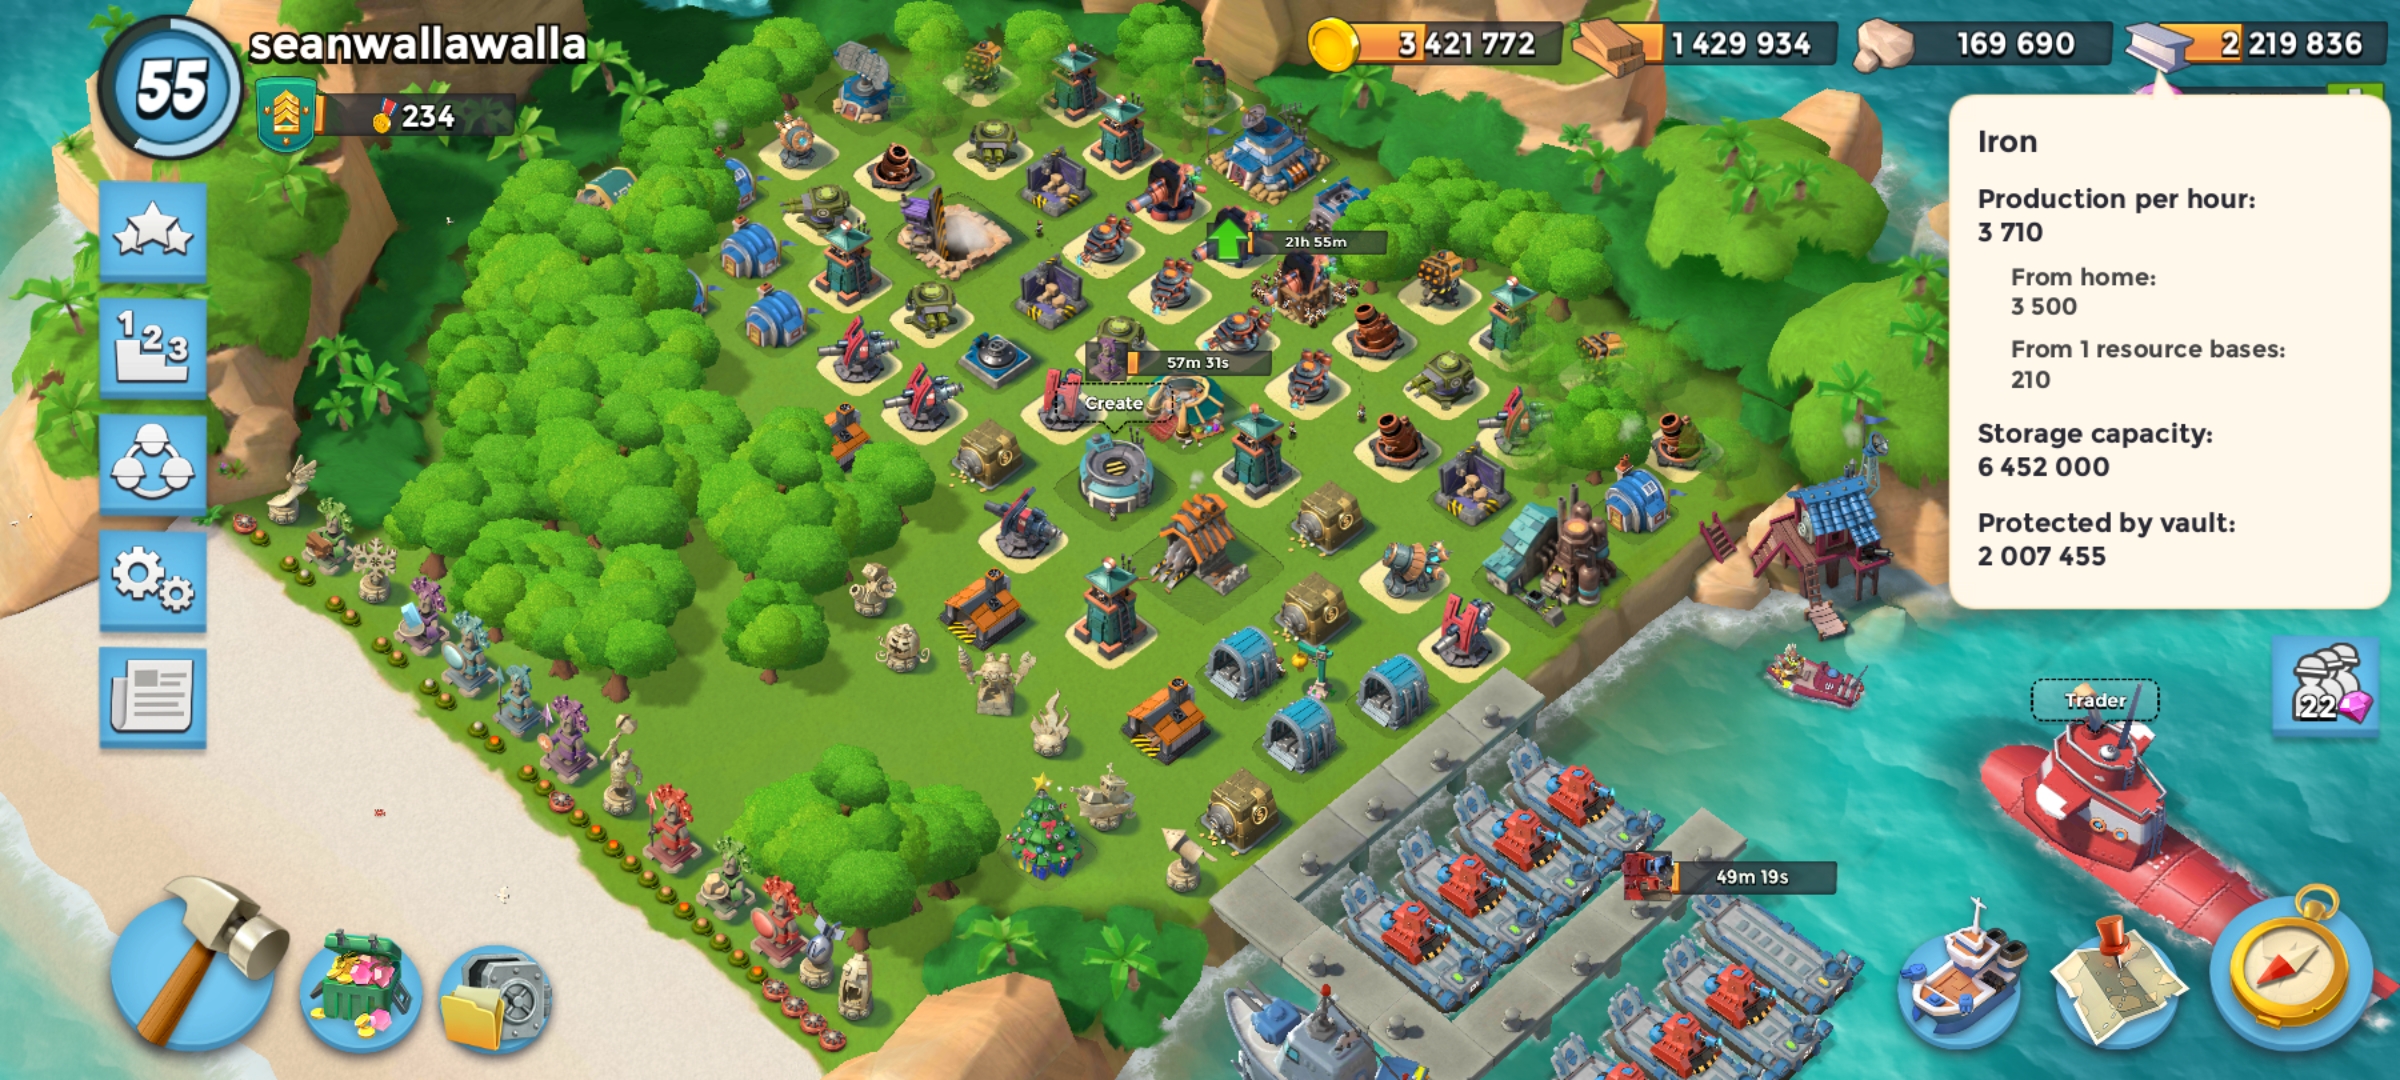 55
seanwallawalla
234
3 421 772
1 429 934
169 690
2 219 836
Iron
Production per hour:
3 710
From home:
3 500
From 1 resource bases:
210
Storage capacity:
6 452 000
Protected by vault:
2 007 455
123
21h 55m
57m 31s
Create
Trader
22
49m 19s